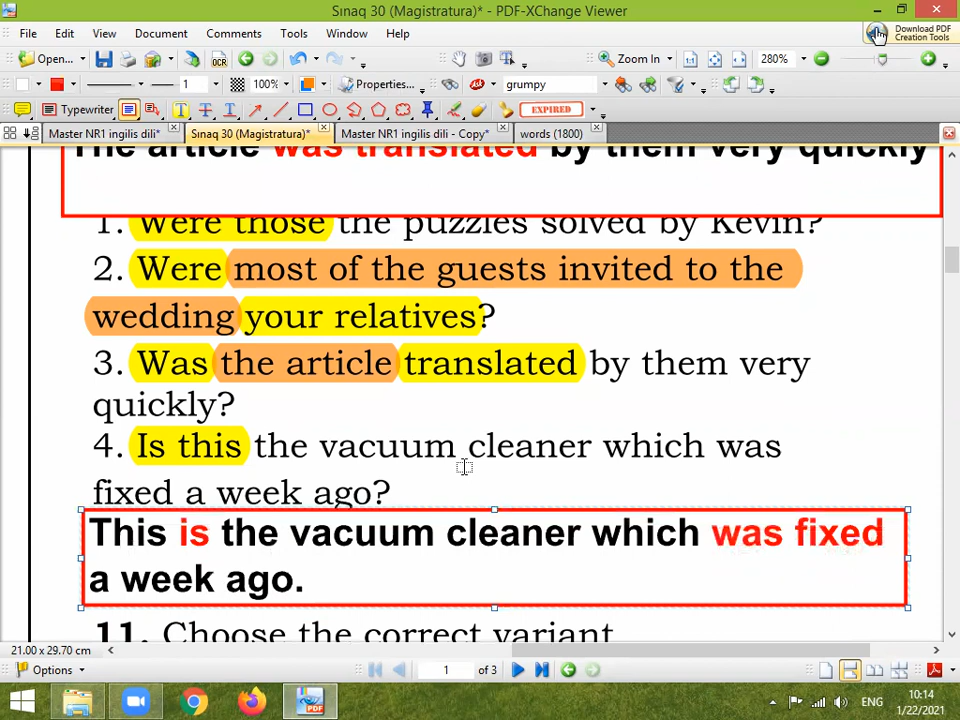 Sınaq 30 (Magistratura)* - PDF-XChange Viewer
File Edit View Document Comments Tools Window Help
Download PDF
Creation Tools
Open... OCR Zoom In 280%
1 100% Properties... grumpy
Typewriter EXPIRED
Master NR1 ingilis dili* Sınaq 30 (Magistratura)* Master NR1 ingilis dili - Copy* words (1800)
The article was translated by them very quickly
1. Were those the puzzles solved by Kevin?
2. Were most of the guests invited to the
wedding your relatives?
3. Was the article translated by them very
quickly?
4. Is this the vacuum cleaner which was
fixed a week ago?
This is the vacuum cleaner which was fixed
a week ago.
11. Choose the correct variant
21.00 x 29.70 cm
Options 1 of 3
ENG
10:14
1/22/2021